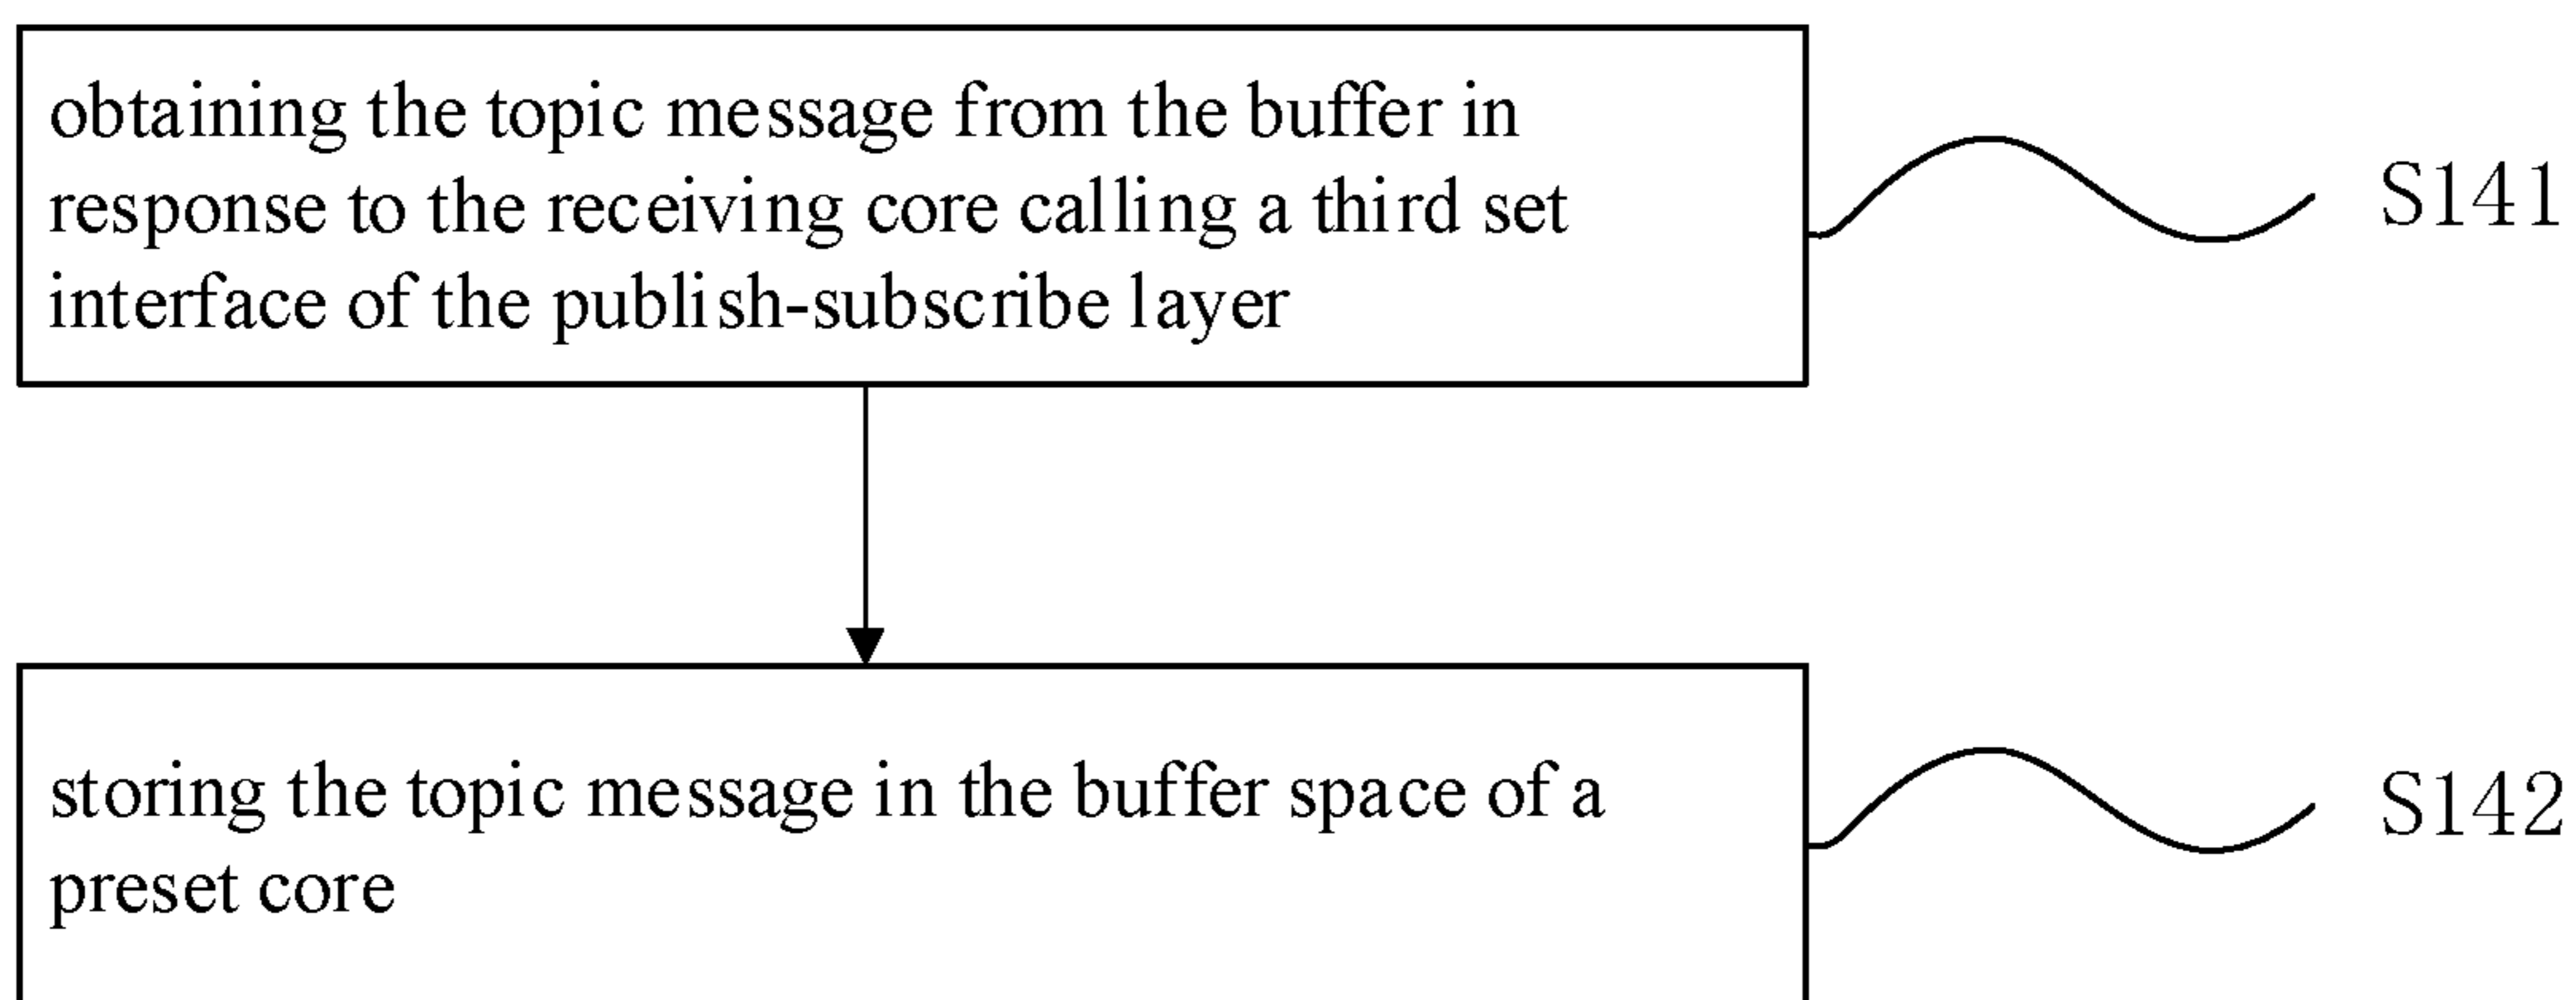 obtaining the topic message from the buffer in
response to the receiving core calling a third set
interface of the publish-subscribe layer
S141
storing the topic message in the buffer space of a
preset core
S142